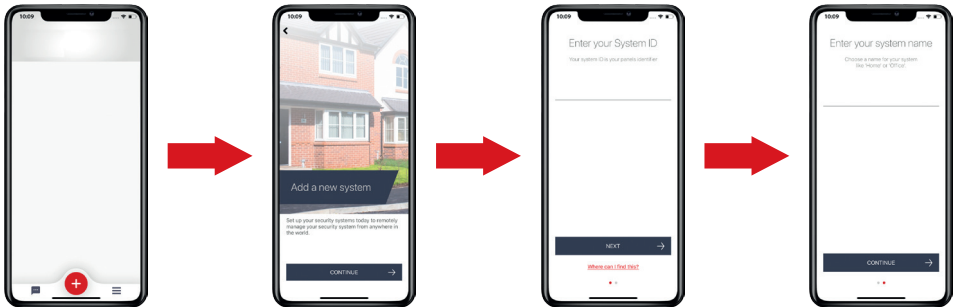 10:09
10:09
Add a new system
Set up your security systems today to remotely
manage your security system from anywhere in
the world.
CONTINUE
10:09
Enter your System ID
Your system ID is your panels identifier
NEXT
Where can I find this?
10:09
Enter your system name
Choose a name for your system
like 'Home' or 'Office'
CONTINUE